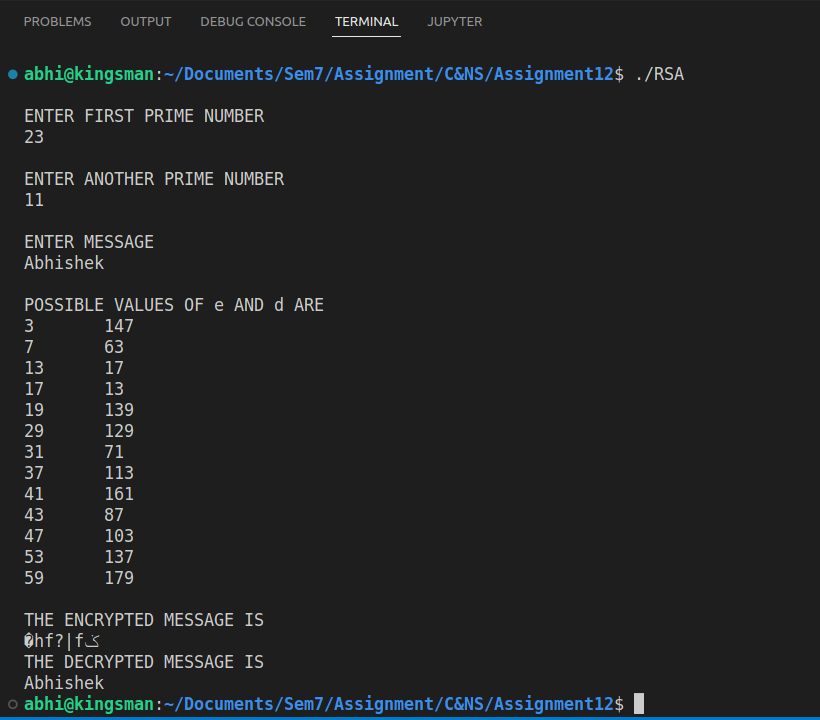 PROBLEMS OUTPUT DEBUG CONSOLE TERMINAL JUPYTER
abhi@kingsman:~/Documents/Sem7/Assignment/C&NS/Assignment12$ ./RSA
ENTER FIRST PRIME NUMBER
23
ENTER ANOTHER PRIME NUMBER
11
ENTER MESSAGE
Abhishek
POSSIBLE VALUES OF e AND d ARE
3 147
7 63
13 17
17 13
19 139
29 129
31 71
37 113
41 161
43 87
47 103
53 137
59 179
THE ENCRYPTED MESSAGE IS
�hf?|f
THE DECRYPTED MESSAGE IS
Abhishek
abhi@kingsman:~/Documents/Sem7/Assignment/C&NS/Assignment12$